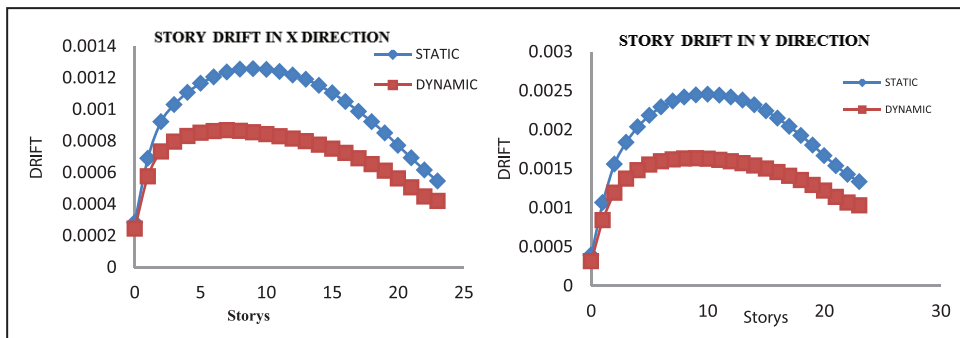 STORY DRIFT IN X DIRECTION
0.0014
0.0012
0.001
0.0008
0.0006
0.0004
0.0002
0
DRIFT
0
5
10
15
20
25
Storys
STATIC
DYNAMIC
STORY DRIFT IN Y DIRECTION
0.003
0.0025
0.002
0.0015
0.001
0.0005
0
DRIFT
0
10
20
30
Storys
STATIC
DYNAMIC